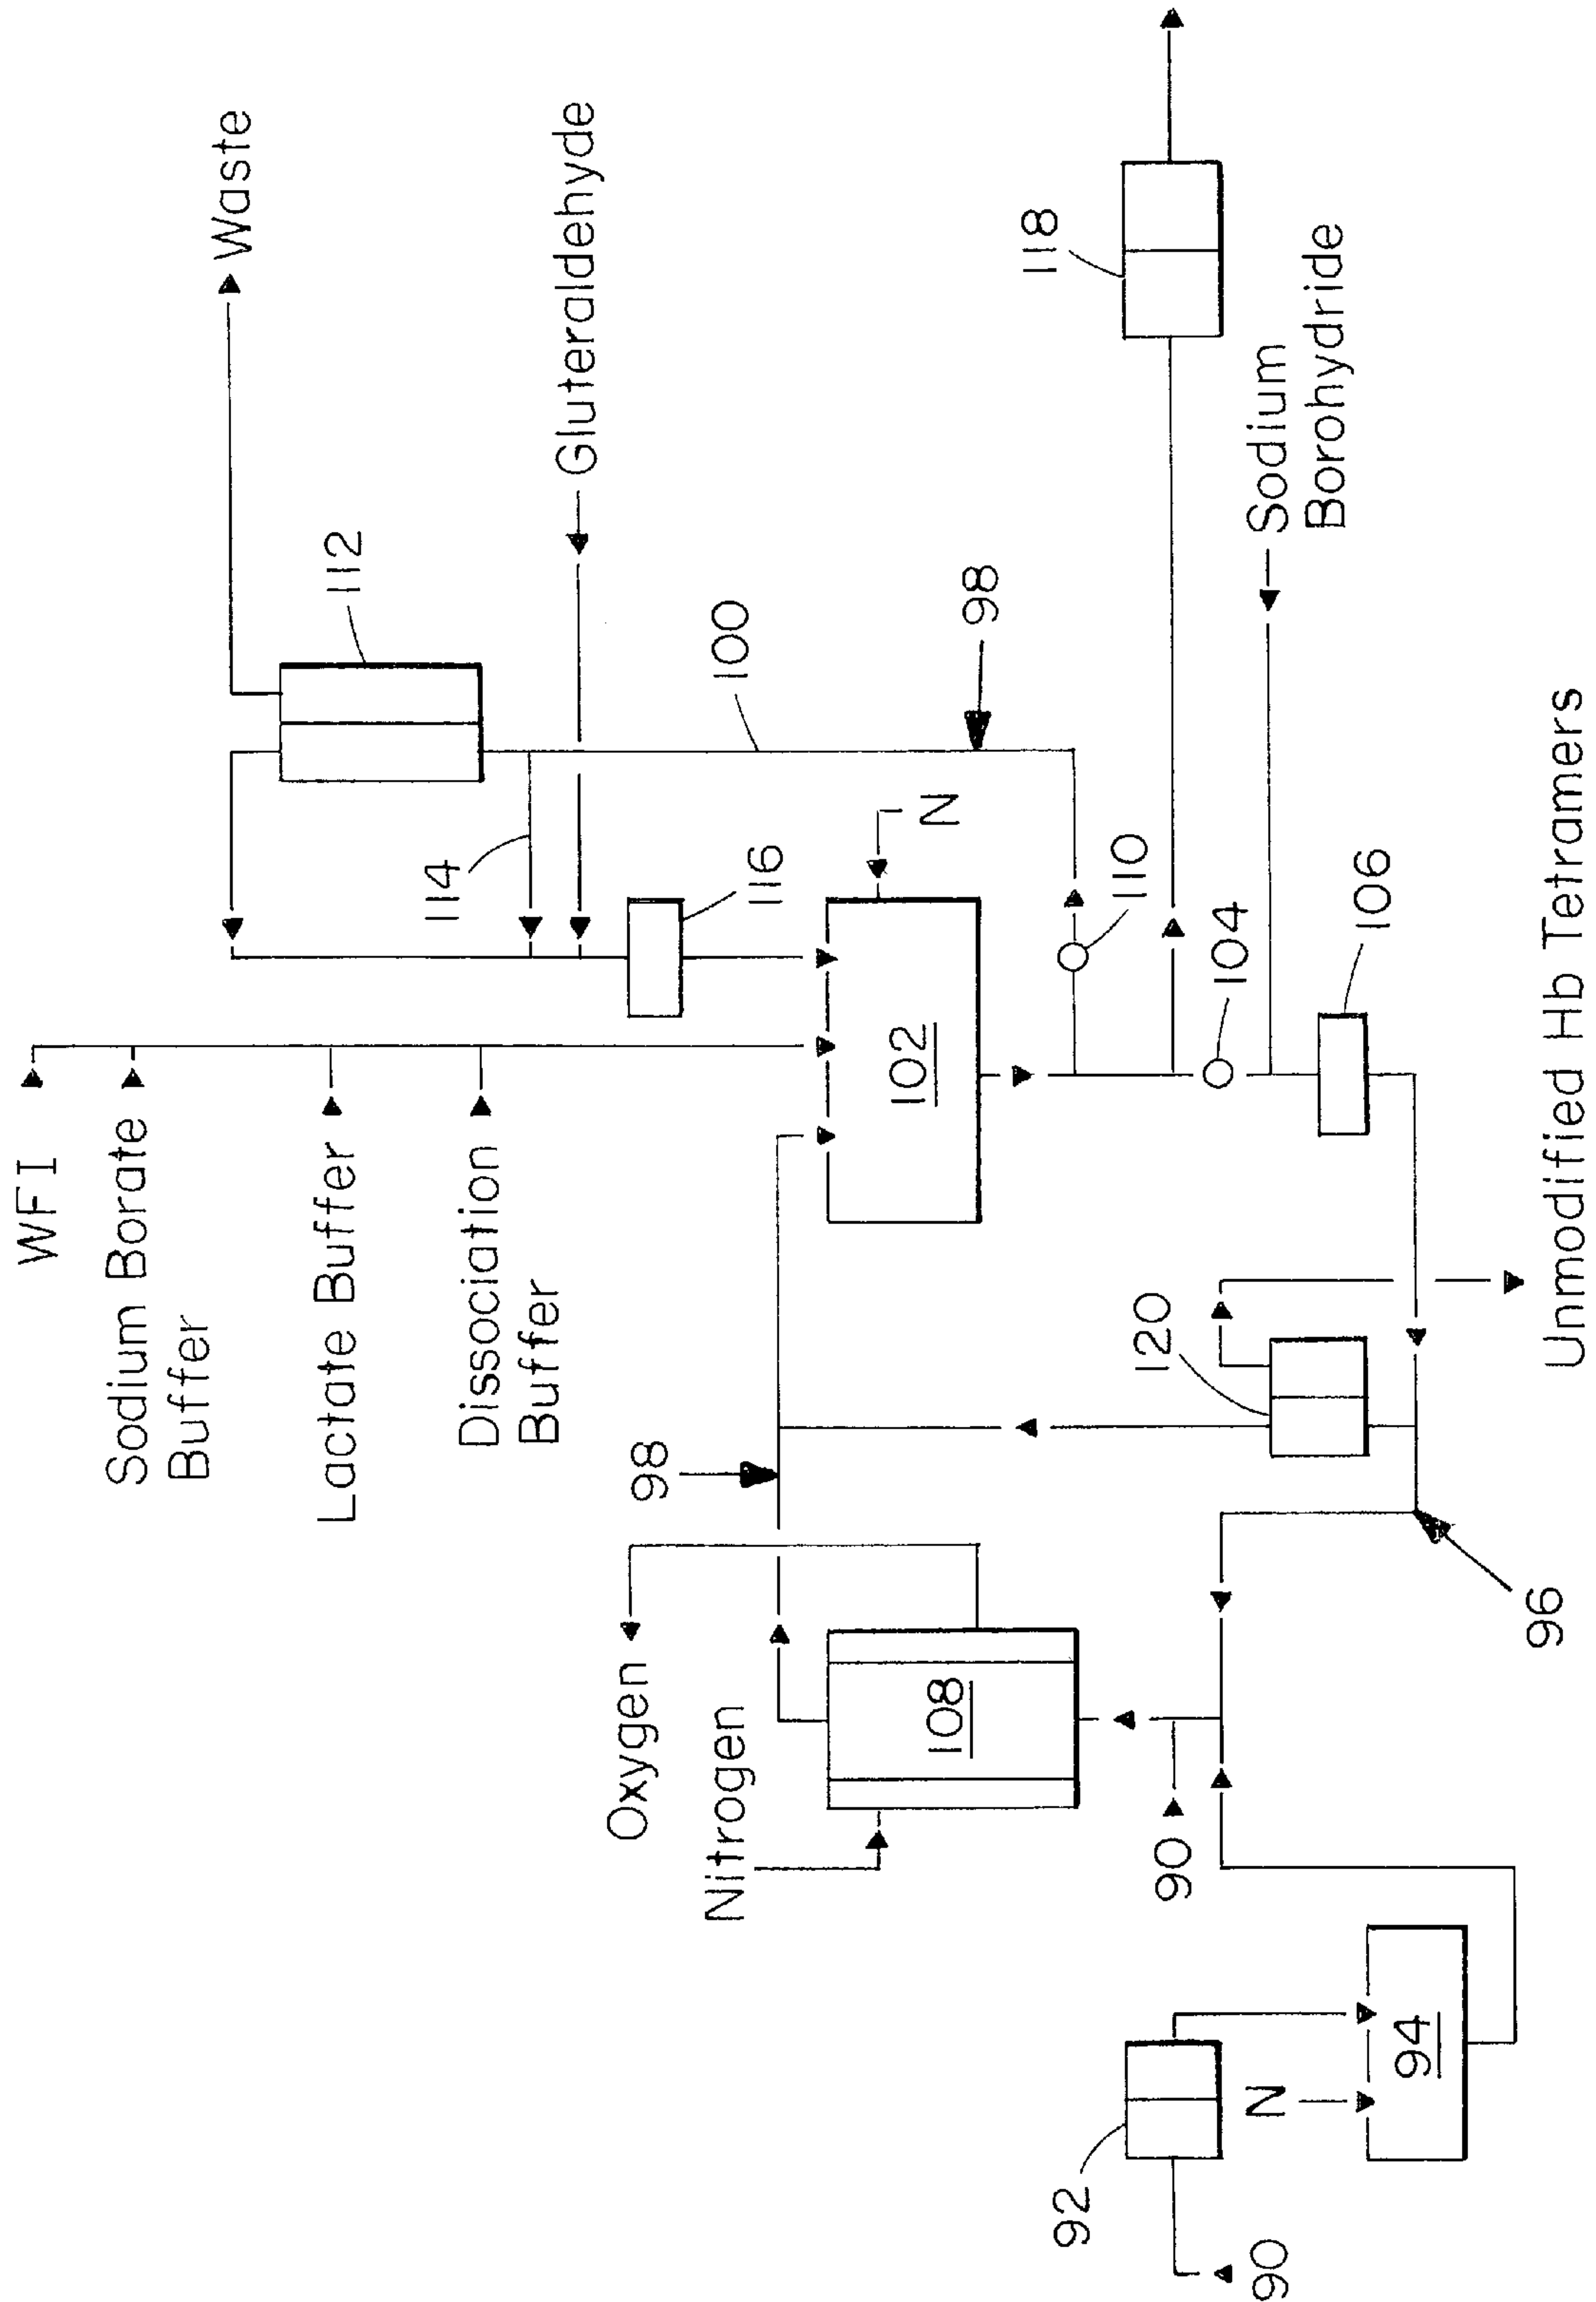 WFI
Sodium Borate
Buffer
Lactate Buffer
Dissociation
Buffer
Waste
Gluteraldehyde
112
114
100
116
N
98
98
102
110
104
118
Sodium
Borohydride
106
120
Oxygen
Nitrogen
108
90
96
Unmodified Hb Tetramers
92
N
94
90